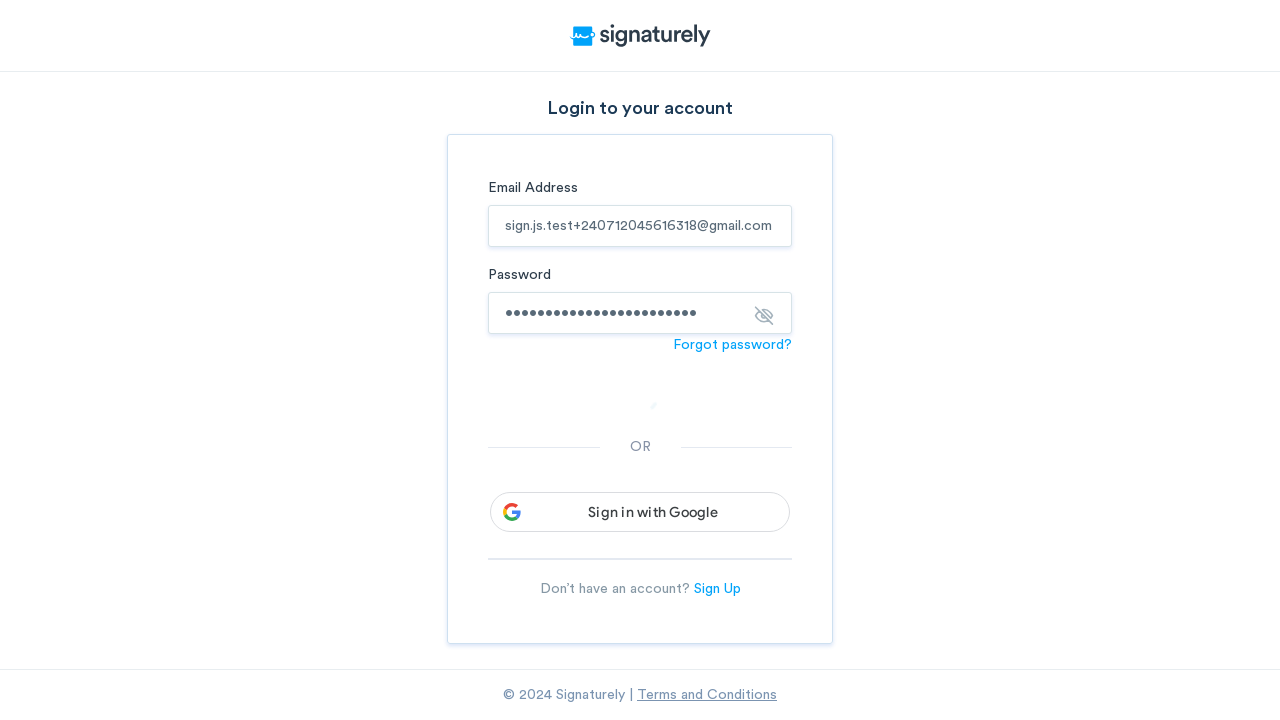 signaturely
Login to your account
Email Address
sign.js.test+240712045616318@gmail.com
Password
••••••••••••••••••••••••
Forgot password?
OR
Sign in with Google
Don't have an account? Sign Up
© 2024 Signaturely | Terms and Conditions